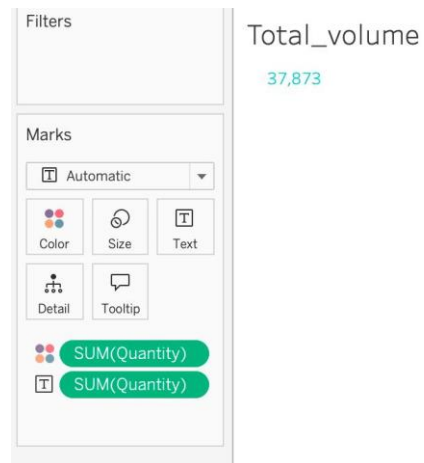 Filters
Total_volume
37,873
Marks
T Automatic
Color Size Text
Detail Tooltip
SUM(Quantity)
T SUM(Quantity)